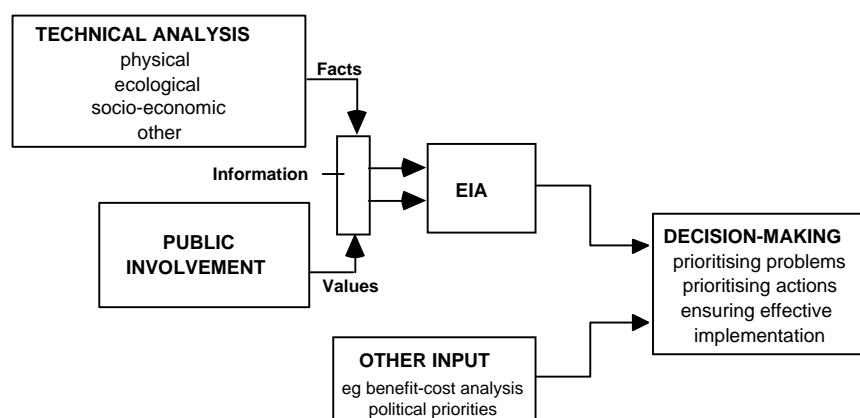 TECHNICAL ANALYSIS
physical
ecological
socio-economic
other
Facts
Information
PUBLIC
INVOLVEMENT
Values
EIA
DECISION-MAKING
prioritising problems
prioritising actions
ensuring effective
implementation
OTHER INPUT
eg benefit-cost analysis
political priorities